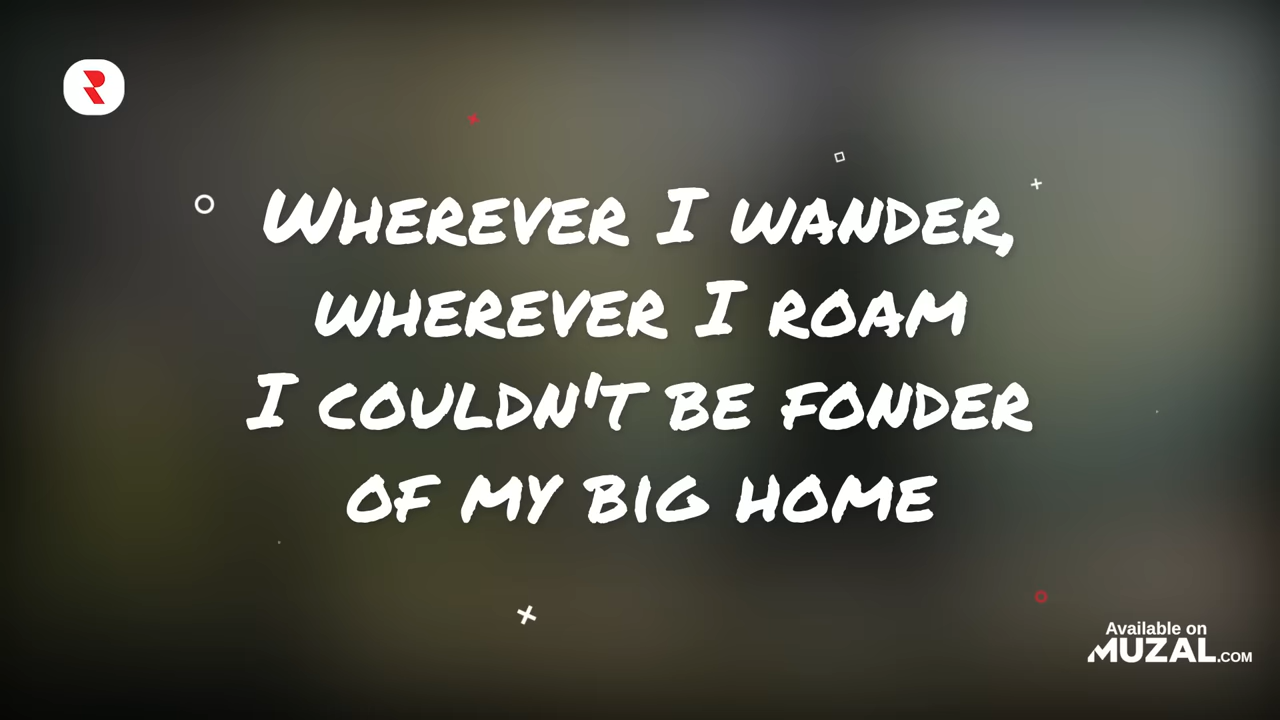 Wherever I wander,
wherever I roam
I couldn't be fonder
of my big home
Available on
MUZAL.COM